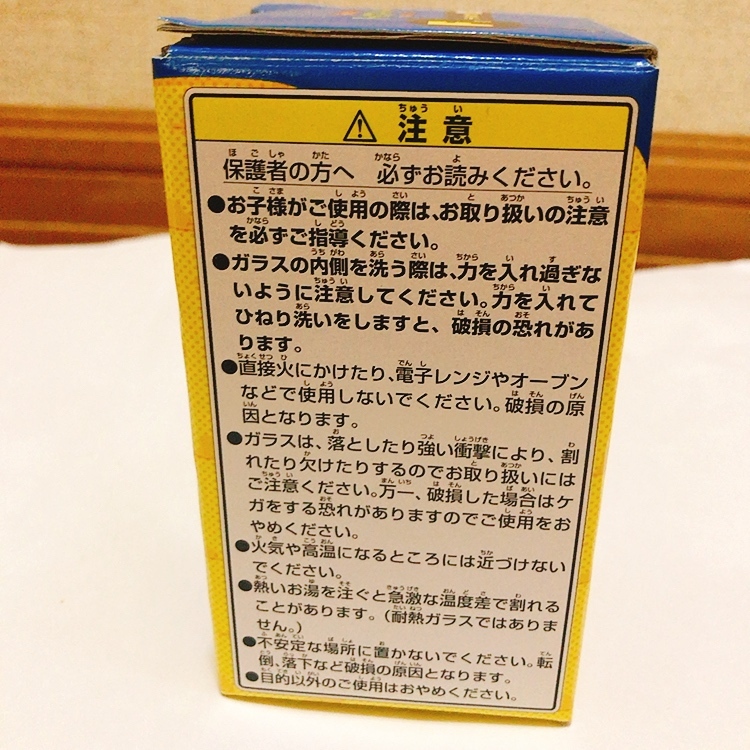 ⚠ 注意
保護者の方へ 必ずお読みください。
●お子様がご使用の際は、お取り扱いの注意
を必ずご指導ください。
●ガラスの内側を洗う際は、力を入れ過ぎな
いように注意してください。力を入れて
ひねり洗いをしますと、破損の恐れがあ
ります。
●直接火にかけたり、電子レンジやオーブン
などで使用しないでください。破損の原
因となります。
●ガラスは、落としたり強い衝撃により、割
れたり欠けたりするのでお取り扱いには
ご注意ください。万一、破損した場合はケ
ガをする恐れがありますのでご使用をお
やめください。
●火気や高温になるところには近づけない
でください。
●熱いお湯を注ぐと急激な温度差で割れる
ことがあります。(耐熱ガラスではありま
せん。)
●不安定な場所に置かないでください。転
倒、落下など破損の原因となります。
●目的以外のご使用はおやめください。